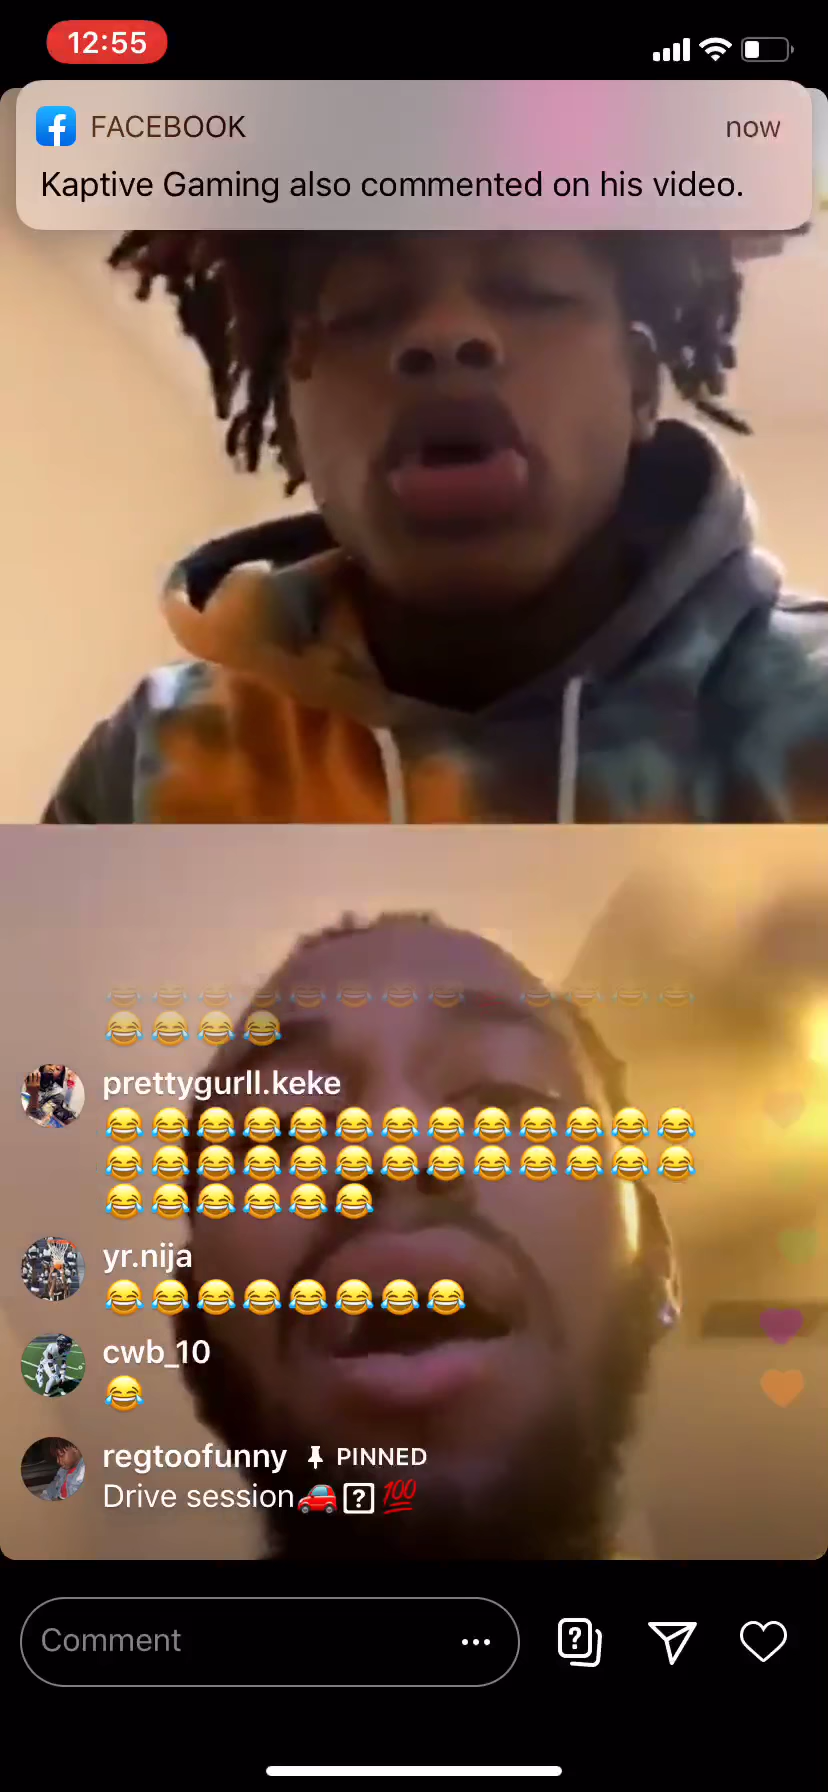 12:55
FACEBOOK
now
Kaptive Gaming also commented on his video.
😂😂😂😂
prettygurll.keke
😂😂😂😂😂😂😂😂😂😂😂😂😂
😂😂😂😂😂😂😂😂😂😂😂😂😂
😂😂😂😂😂😂
yr.nija
😂😂😂😂😂😂😂😂
cwb_10
😂
regtoofunny PINNED
Drive session🚗⍰💯
Comment